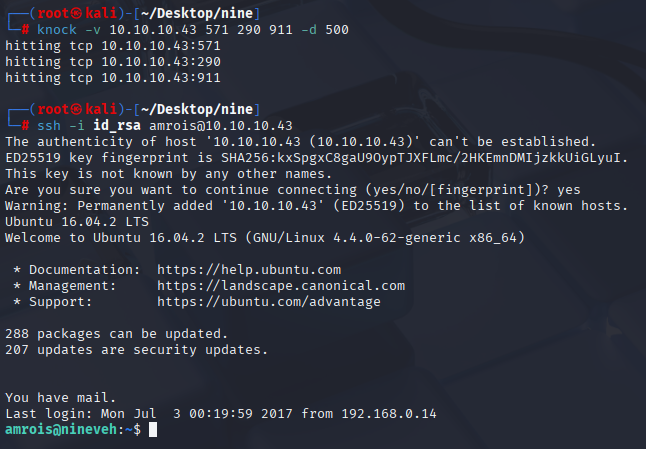 ┌──(root㉿kali)-[~/Desktop/nine]
└─# knock -v 10.10.10.43 571 290 911 -d 500
hitting tcp 10.10.10.43:571
hitting tcp 10.10.10.43:290
hitting tcp 10.10.10.43:911

┌──(root㉿kali)-[~/Desktop/nine]
└─# ssh -i id_rsa amrois@10.10.10.43
The authenticity of host '10.10.10.43 (10.10.10.43)' can't be established.
ED25519 key fingerprint is SHA256:kxSpgxC8gaU9OypTJXFLmc/2HKEmnDMIjzkkUiGLyuI.
This key is not known by any other names.
Are you sure you want to continue connecting (yes/no/[fingerprint])? yes
Warning: Permanently added '10.10.10.43' (ED25519) to the list of known hosts.
Ubuntu 16.04.2 LTS
Welcome to Ubuntu 16.04.2 LTS (GNU/Linux 4.4.0-62-generic x86_64)

 * Documentation:  https://help.ubuntu.com
 * Management:     https://landscape.canonical.com
 * Support:        https://ubuntu.com/advantage

288 packages can be updated.
207 updates are security updates.


You have mail.
Last login: Mon Jul  3 00:19:59 2017 from 192.168.0.14
amrois@nineveh:~$